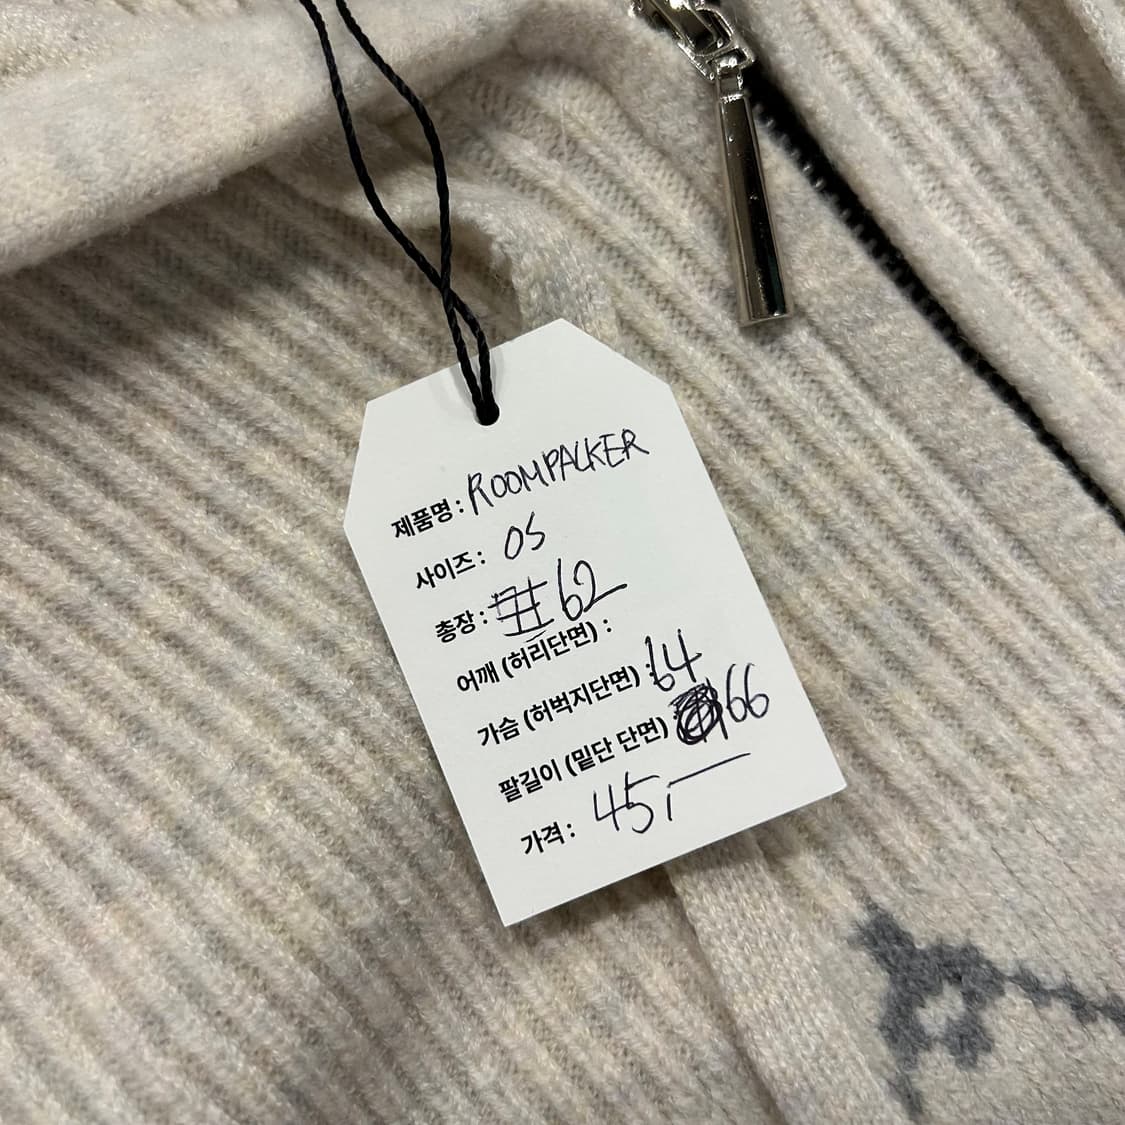 제품명 : ROOMPACKER
사이즈 : OS
총장 : 62
어깨 (허리단면) :
가슴 (허벅지단면) : 64
팔길이 (밑단 단면) : 66
가격 : 45,—